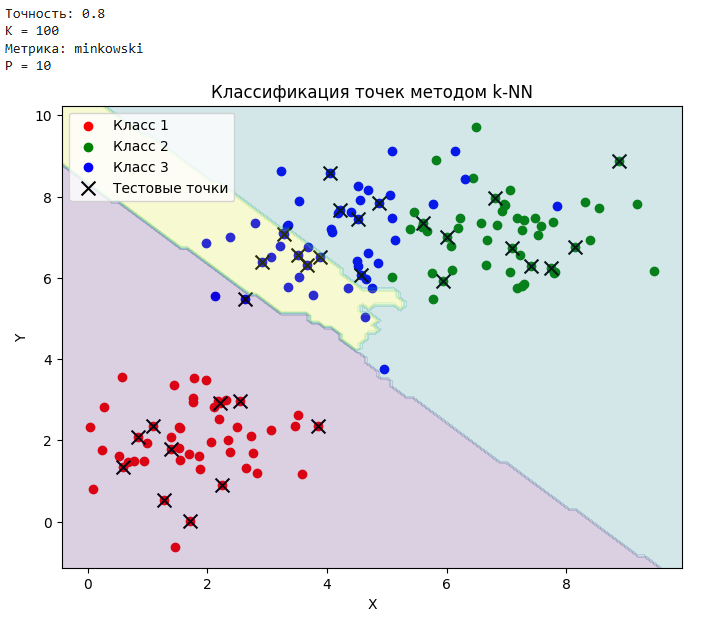 Точность: 0.8
K = 100
Метрика: minkowski
P = 10
Классификация точек методом k-NN
Класс 1
Класс 2
Класс 3
Тестовые точки
10
8
6
4
2
0
Y
0 2 4 6 8
X